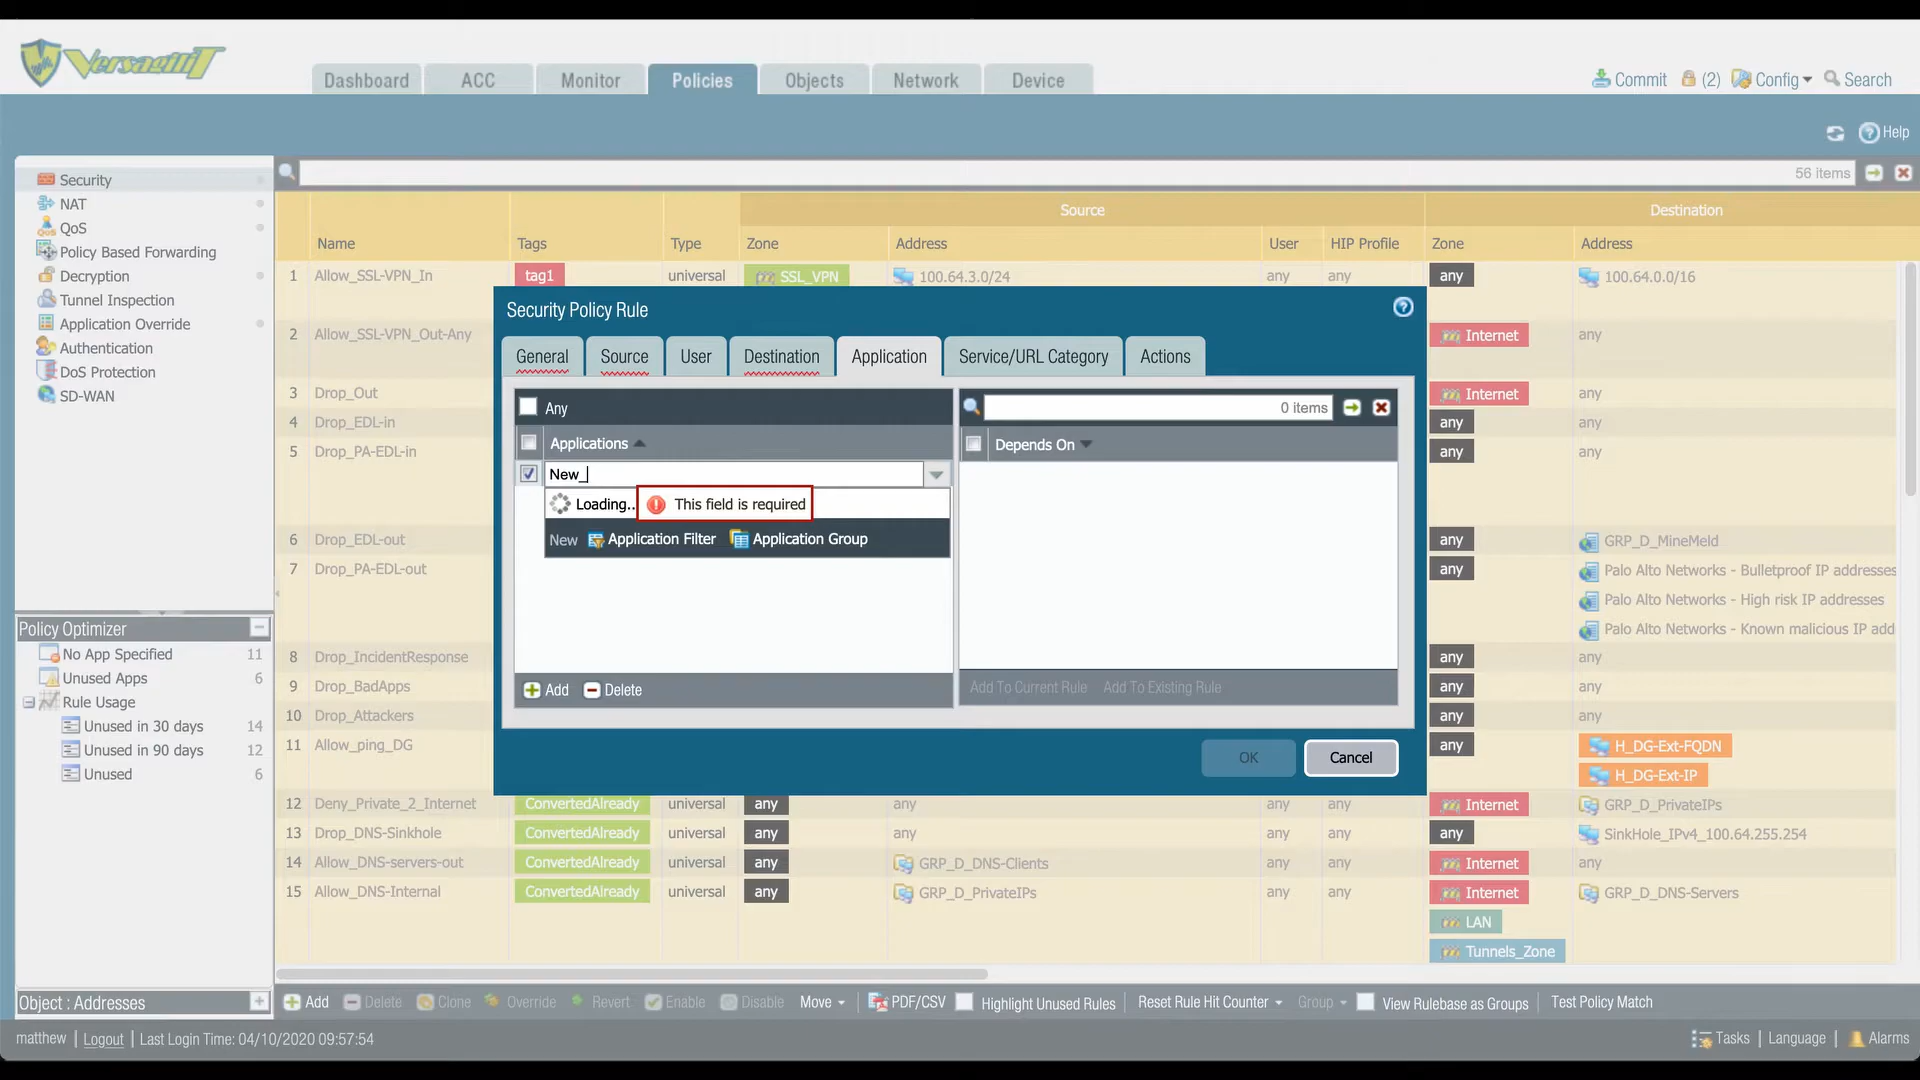 VersagiliT
Dashboard ACC Monitor Policies Objects Network Device
Commit (2) Config Search
Help
Security
NAT
QoS
Policy Based Forwarding
Decryption
Tunnel Inspection
Application Override
Authentication
DoS Protection
SD-WAN
Policy Optimizer
No App Specified 11
Unused Apps 6
Rule Usage
Unused in 30 days 14
Unused in 90 days 12
Unused 6
Object : Addresses
56 items
Source Destination
Name Tags Type Zone Address User HIP Profile Zone Address
1 Allow_SSL-VPN_In tag1 universal SSL_VPN 100.64.3.0/24 any any any 100.64.0.0/16
2 Allow_SSL-VPN_Out-Any Internet any
3 Drop_Out Internet any
4 Drop_EDL-in any any
5 Drop_PA-EDL-in any any
6 Drop_EDL-out any GRP_D_MineMeld
7 Drop_PA-EDL-out any Palo Alto Networks - Bulletproof IP addresses
Palo Alto Networks - High risk IP addresses
Palo Alto Networks - Known malicious IP add
8 Drop_IncidentResponse any any
9 Drop_BadApps any any
10 Drop_Attackers any any
11 Allow_ping_DG any H_DG-Ext-FQDN
H_DG-Ext-IP
12 Deny_Private_2_Internet ConvertedAlready universal any any any any Internet GRP_D_PrivateIPs
13 Drop_DNS-Sinkhole ConvertedAlready universal any any any any any SinkHole_IPv4_100.64.255.254
14 Allow_DNS-servers-out ConvertedAlready universal any GRP_D_DNS-Clients any any Internet any
15 Allow_DNS-Internal ConvertedAlready universal any GRP_D_PrivateIPs any any Internet GRP_D_DNS-Servers
LAN
Tunnels_Zone
Security Policy Rule
General Source User Destination Application Service/URL Category Actions
Any
Applications
New_
Loading..
This field is required
New Application Filter Application Group
Add Delete
0 items
Depends On
Add To Current Rule Add To Existing Rule
OK Cancel
Add Delete Clone Override Revert Enable Disable Move PDF/CSV Highlight Unused Rules Reset Rule Hit Counter Group View Rulebase as Groups Test Policy Match
matthew | Logout | Last Login Time: 04/10/2020 09:57:54
Tasks | Language | Alarms